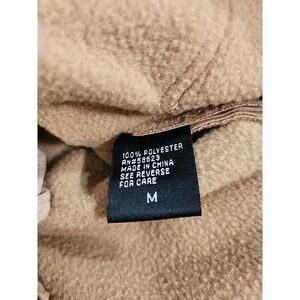 100% POLYESTER
RN#58623
MADE IN CHINA
SEE REVERSE
FOR CARE
M